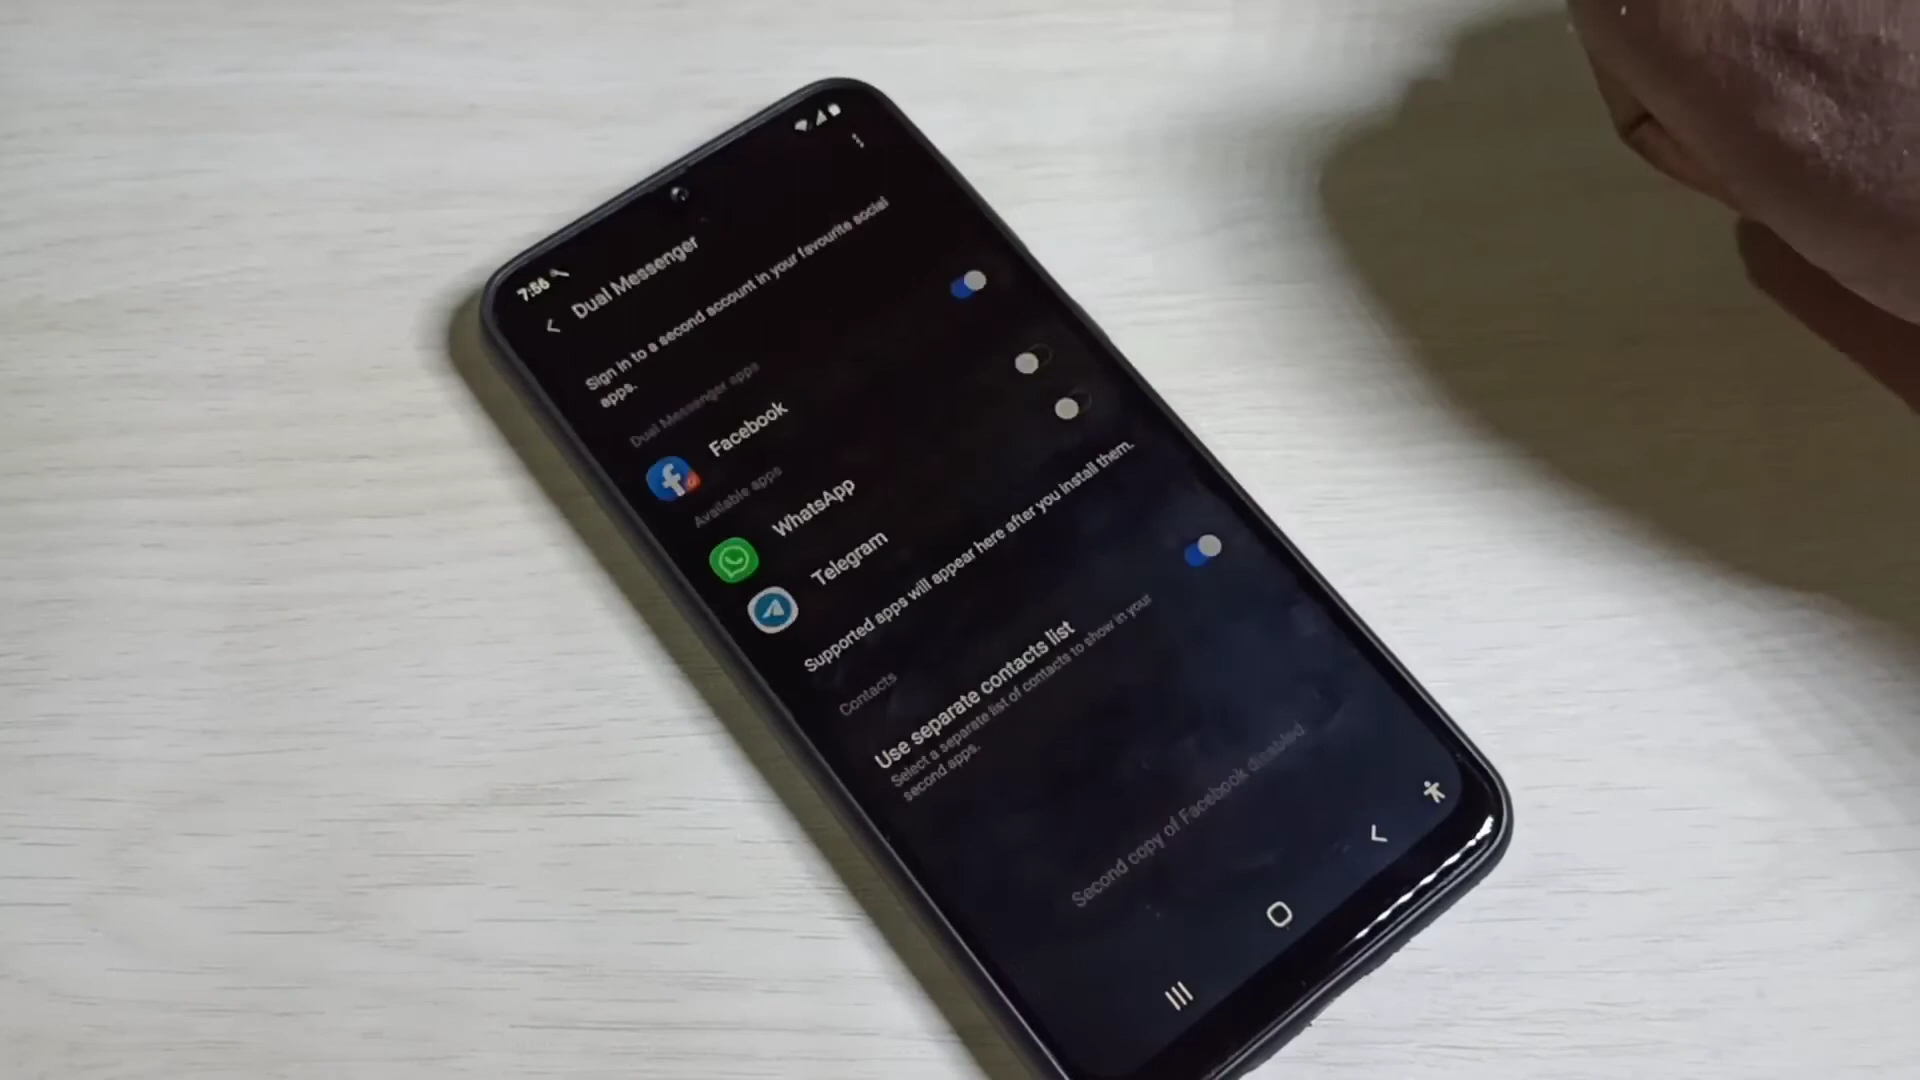 7:56
Dual Messenger
Sign in to a second account in your favourite social
apps.
Dual Messenger apps
Facebook
Available apps
WhatsApp
Telegram
Supported apps will appear here after you install them.
Contacts
Use separate contacts list
Select a separate list of contacts to show in your
second apps.
Second copy of Facebook disabled.